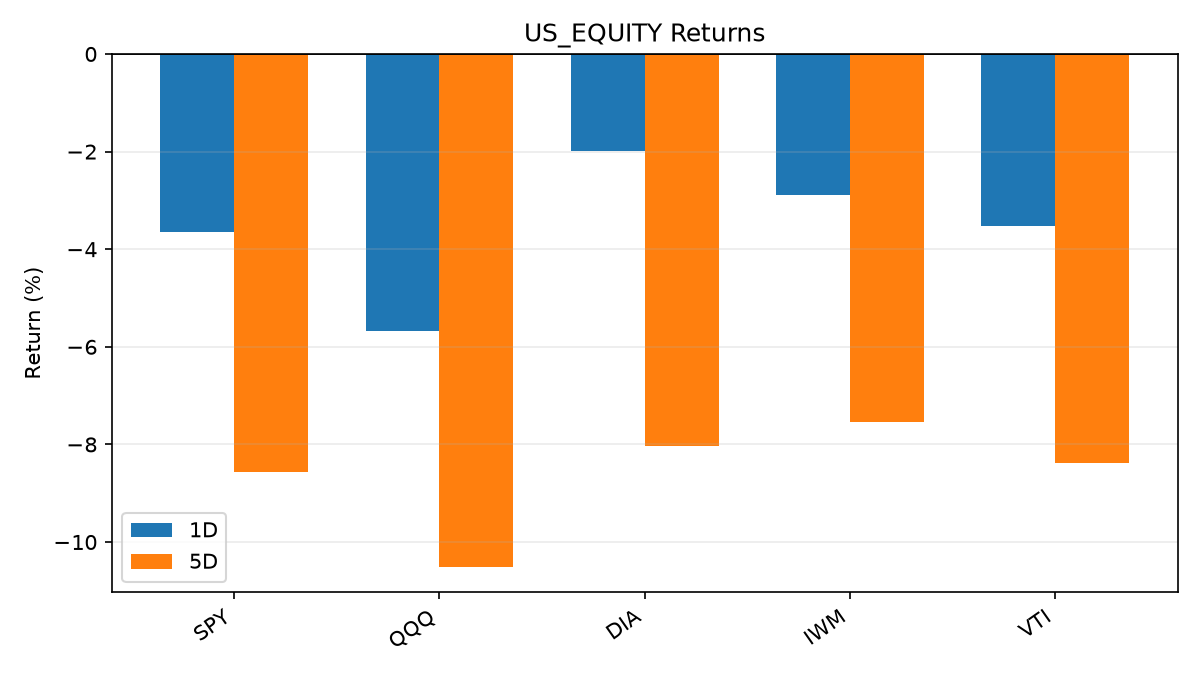 US_EQUITY Returns
Return (%)
0
−2
−4
−6
−8
−10
1D
5D
SPY
QQQ
DIA
IWM
VTI